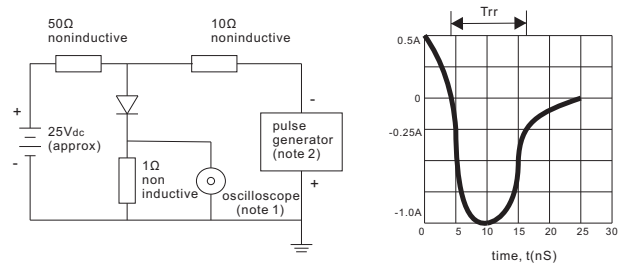 50Ω
noninductive
10Ω
noninductive
+
25Vdc
(approx)
-
1Ω
non
inductive
oscilloscope
(note 1)
-
pulse
generator
(note 2)
+
Trr
0.5A
0
-0.25A
-1.0A
0 5 10 15 20 25 30
time, t(nS)